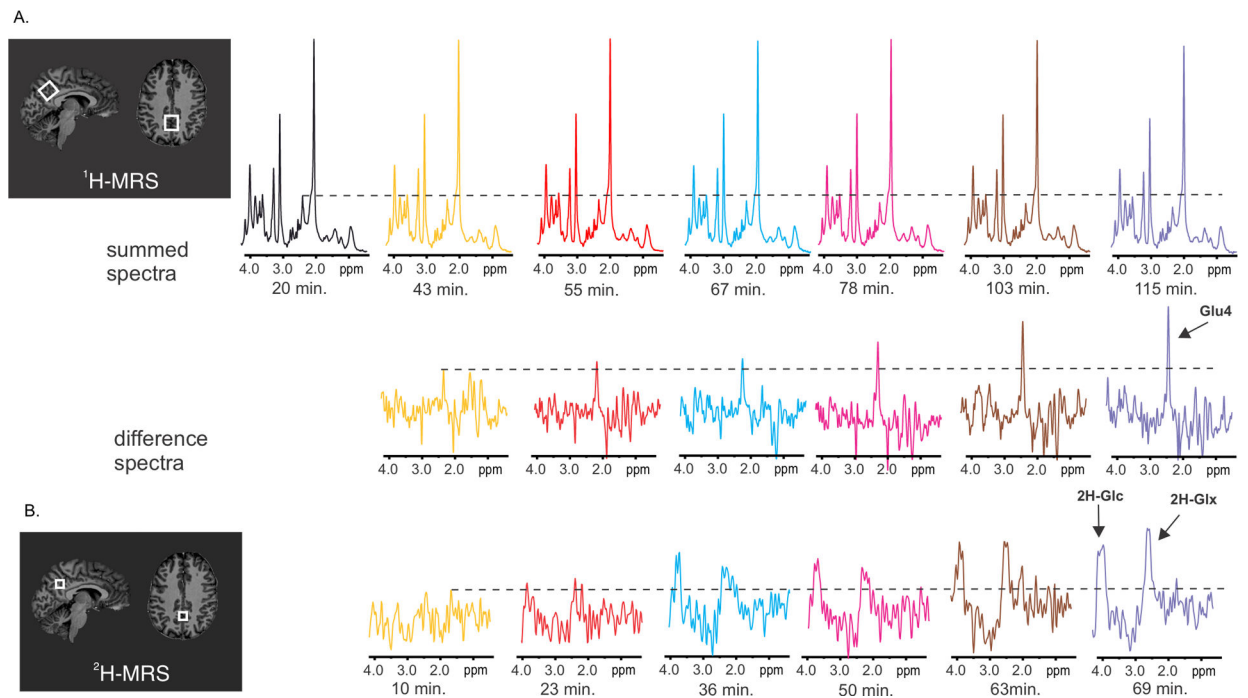 A.
¹H-MRS
summed
spectra
4.0 3.0 2.0 ppm 4.0 3.0 2.0 ppm 4.0 3.0 2.0 ppm 4.0 3.0 2.0 ppm 4.0 3.0 2.0 ppm 4.0 3.0 2.0 ppm 4.0 3.0 2.0 ppm
20 min. 43 min. 55 min. 67 min. 78 min. 103 min. 115 min.
Glu4
difference
spectra
4.0 3.0 2.0 ppm 4.0 3.0 2.0 ppm 4.0 3.0 2.0 ppm 4.0 3.0 2.0 ppm 4.0 3.0 2.0 ppm 4.0 3.0 2.0 ppm
B.
2H-Glc 2H-Glx
²H-MRS
4.0 3.0 2.0 ppm 4.0 3.0 2.0 ppm 4.0 3.0 2.0 ppm 4.0 3.0 2.0 ppm 4.0 3.0 2.0 ppm 4.0 3.0 2.0 ppm
10 min. 23 min. 36 min. 50 min. 63min. 69 min.